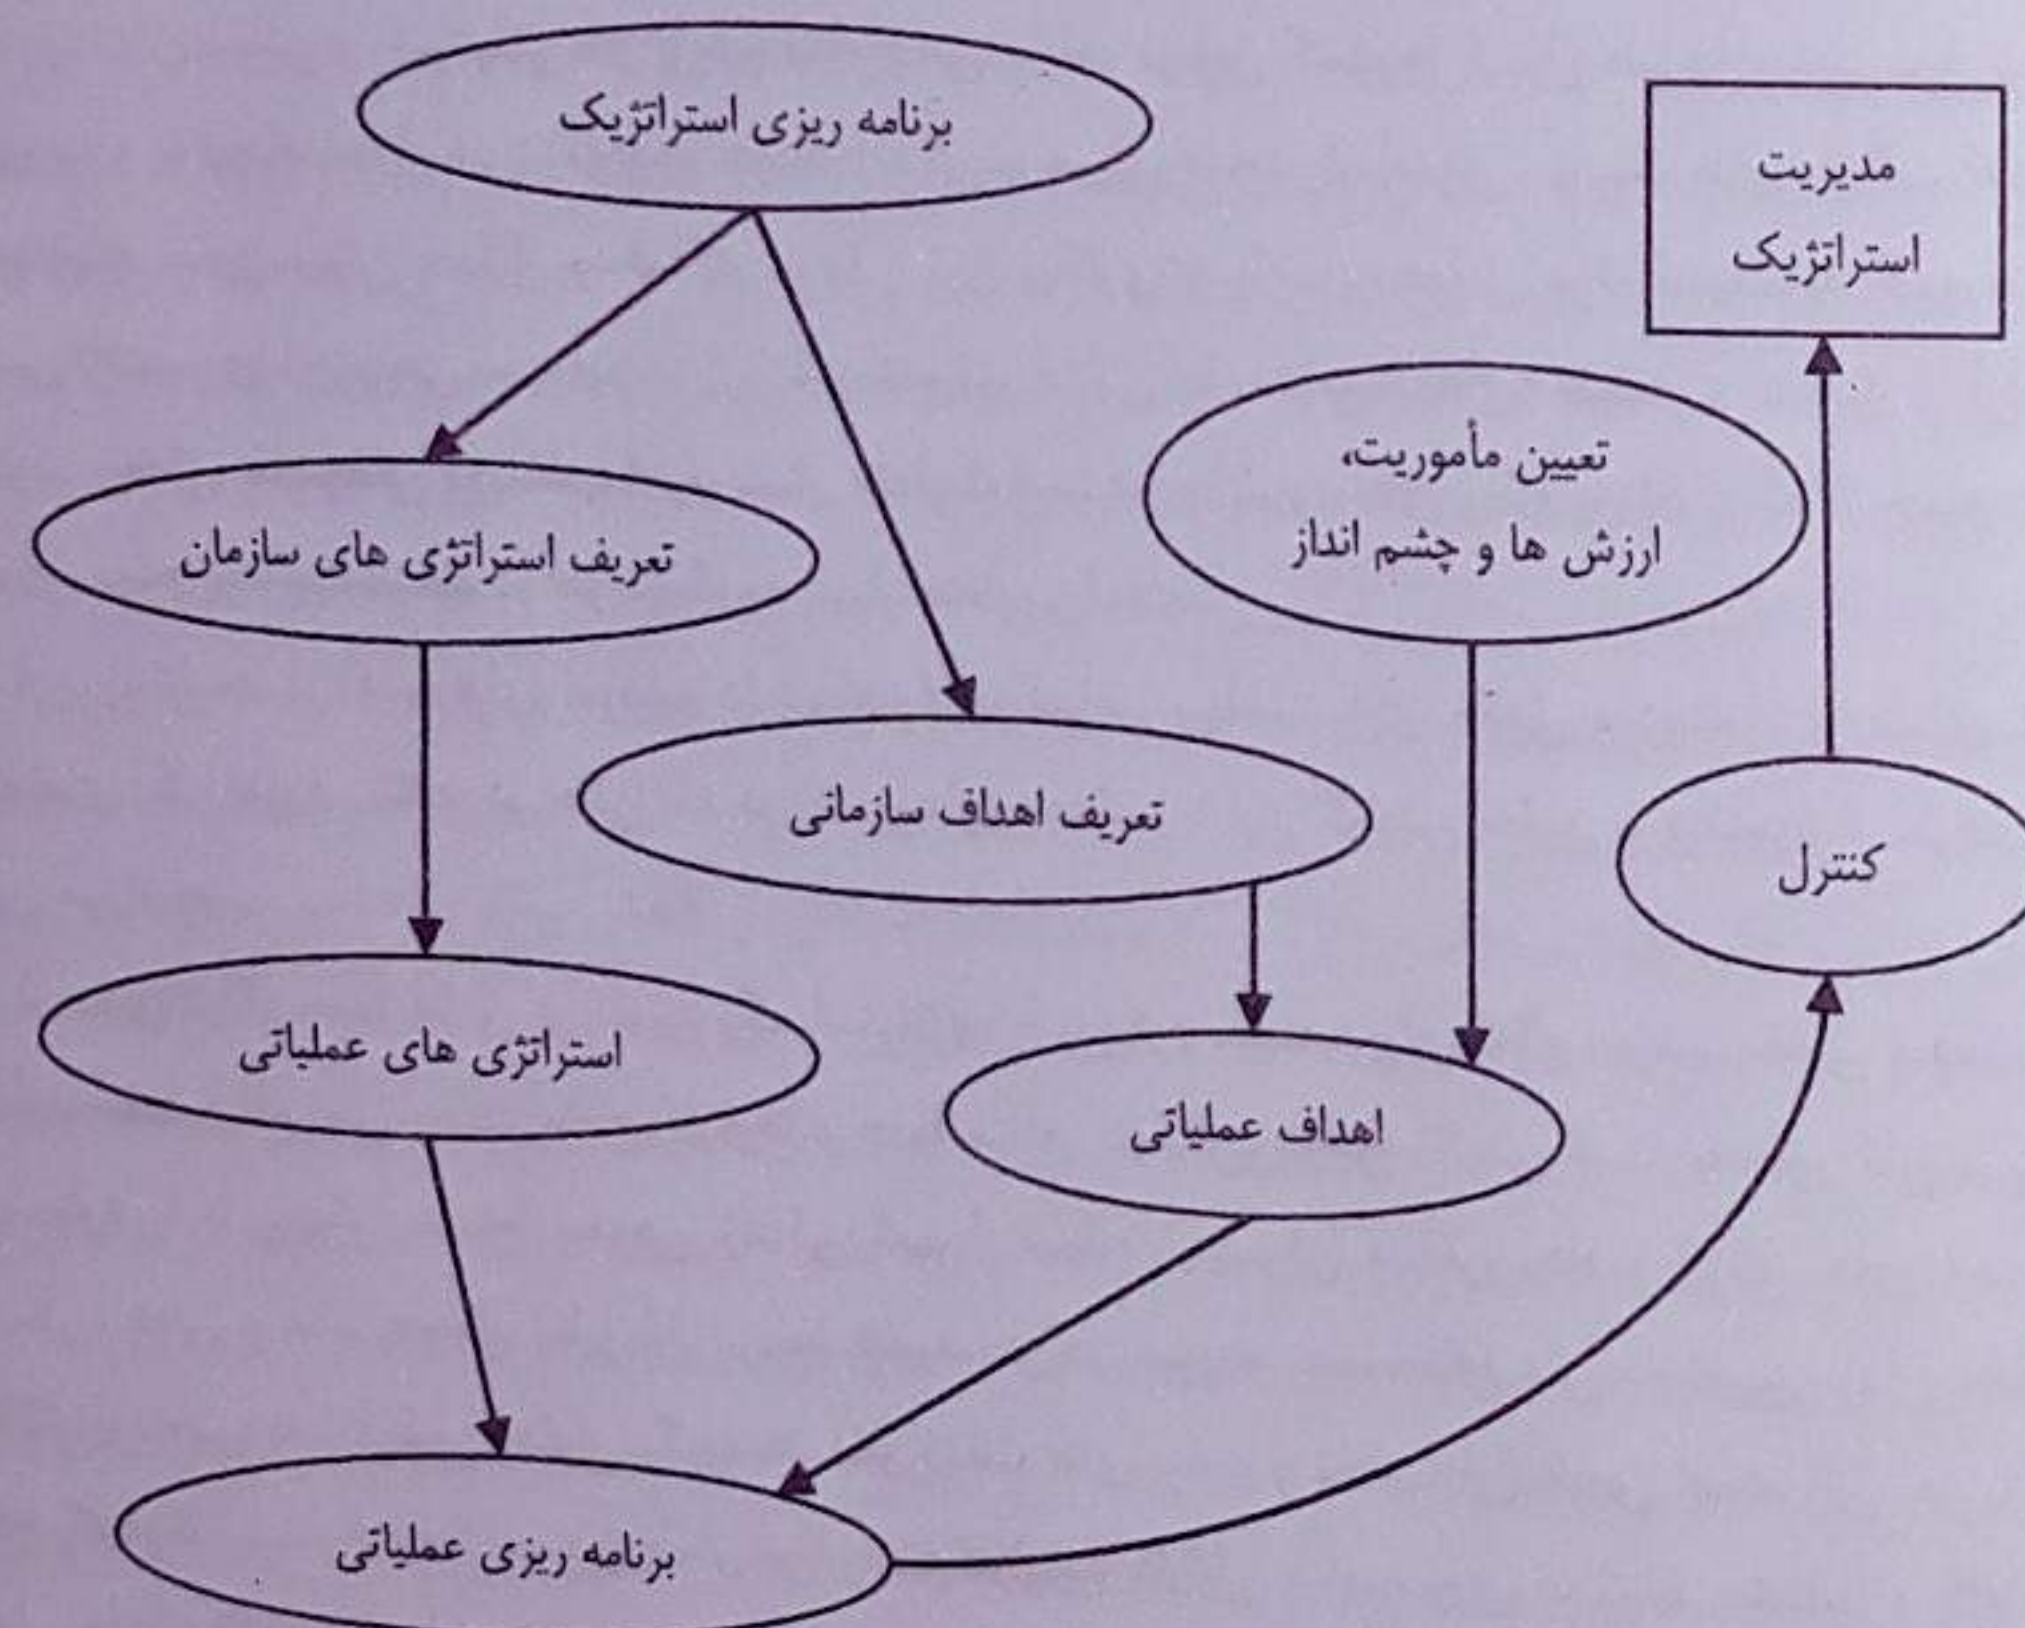 برنامه ریزی استراتژیک
مدیریت
استراتژیک
تعیین مأموریت،
ارزش ها و چشم انداز
تعریف استراتژی های سازمان
تعریف اهداف سازمانی
کنترل
استراتژی های عملیاتی
اهداف عملیاتی
برنامه ریزی عملیاتی